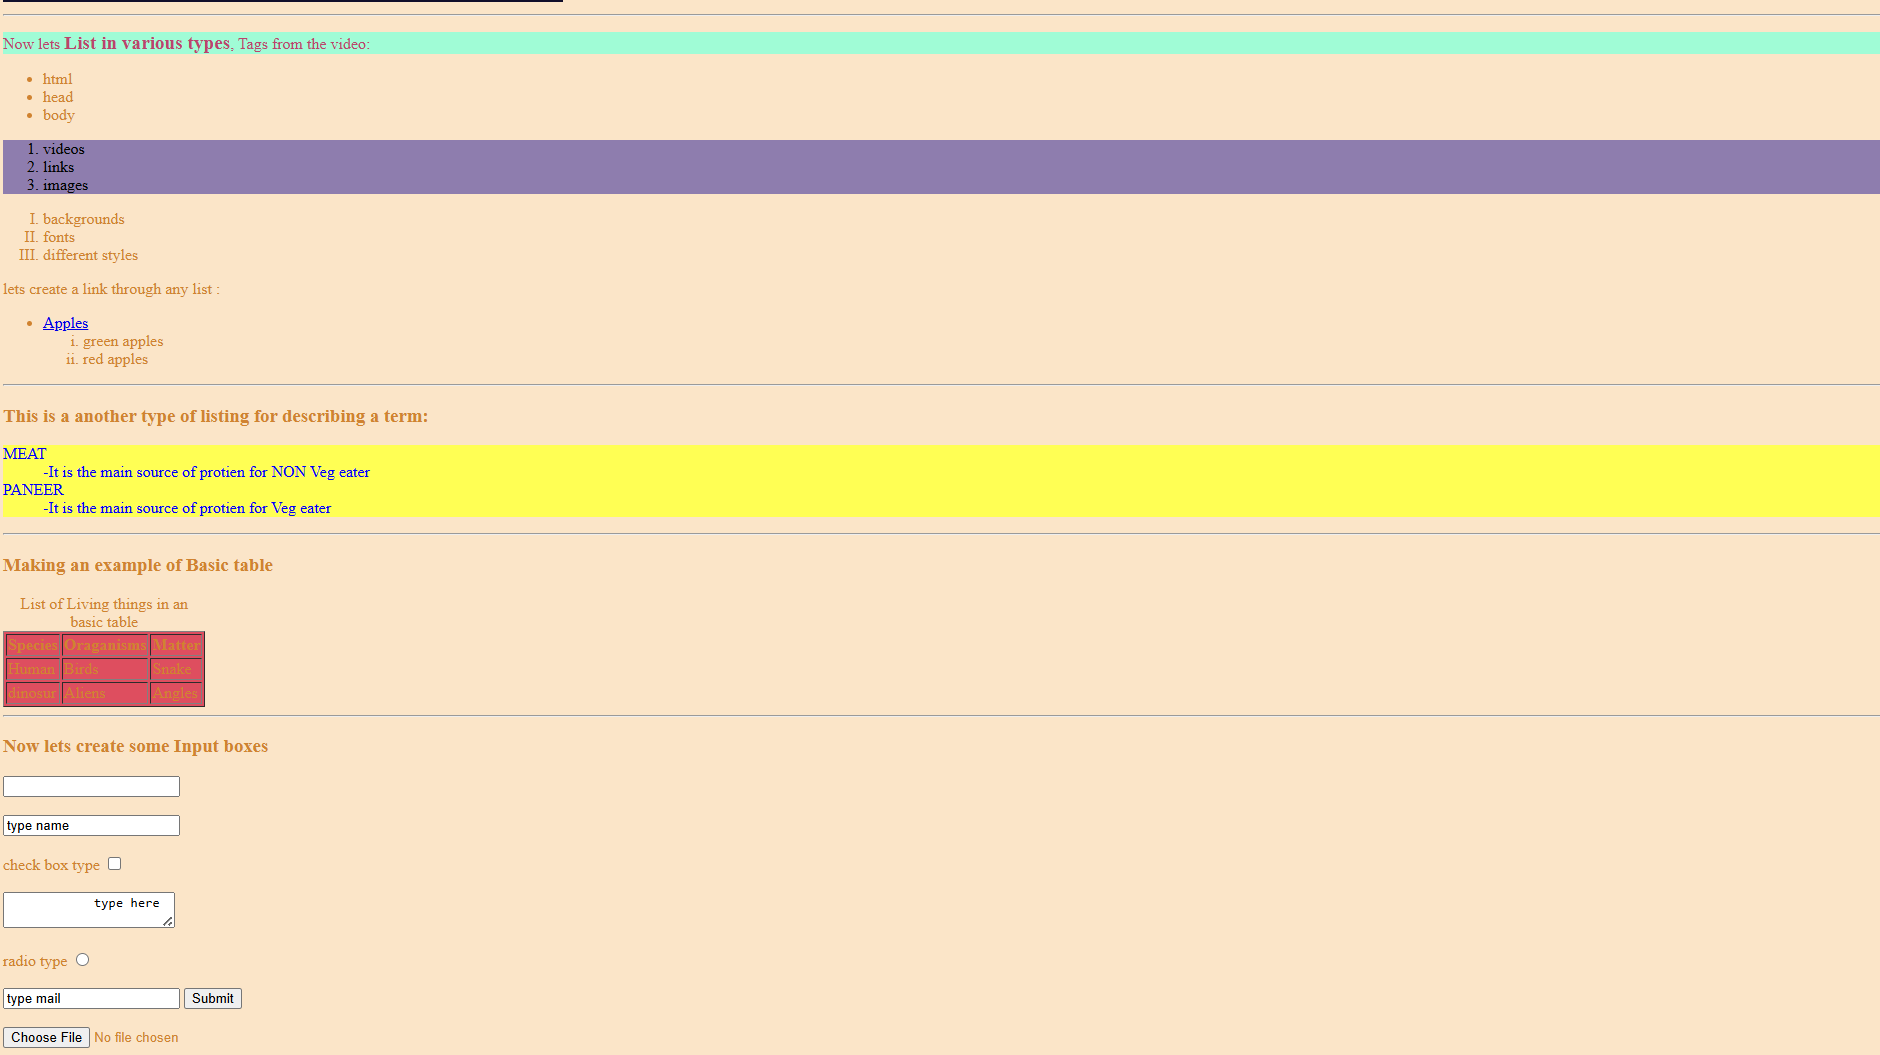 Now lets List in various types, Tags from the video:
• html
• head
• body
1. videos
2. links
3. images
I. backgrounds
II. fonts
III. different styles
lets create a link through any list :
• Apples
i. green apples
ii. red apples
This is a another type of listing for describing a term:
MEAT
-It is the main source of protien for NON Veg eater
PANEER
-It is the main source of protien for Veg eater
Making an example of Basic table
List of Living things in an
basic table
Species Oraganisms Matter
Human Birds Snake
dinosur Aliens Angles
Now lets create some Input boxes
type name
check box type
type here
radio type
type mail Submit
Choose File No file chosen